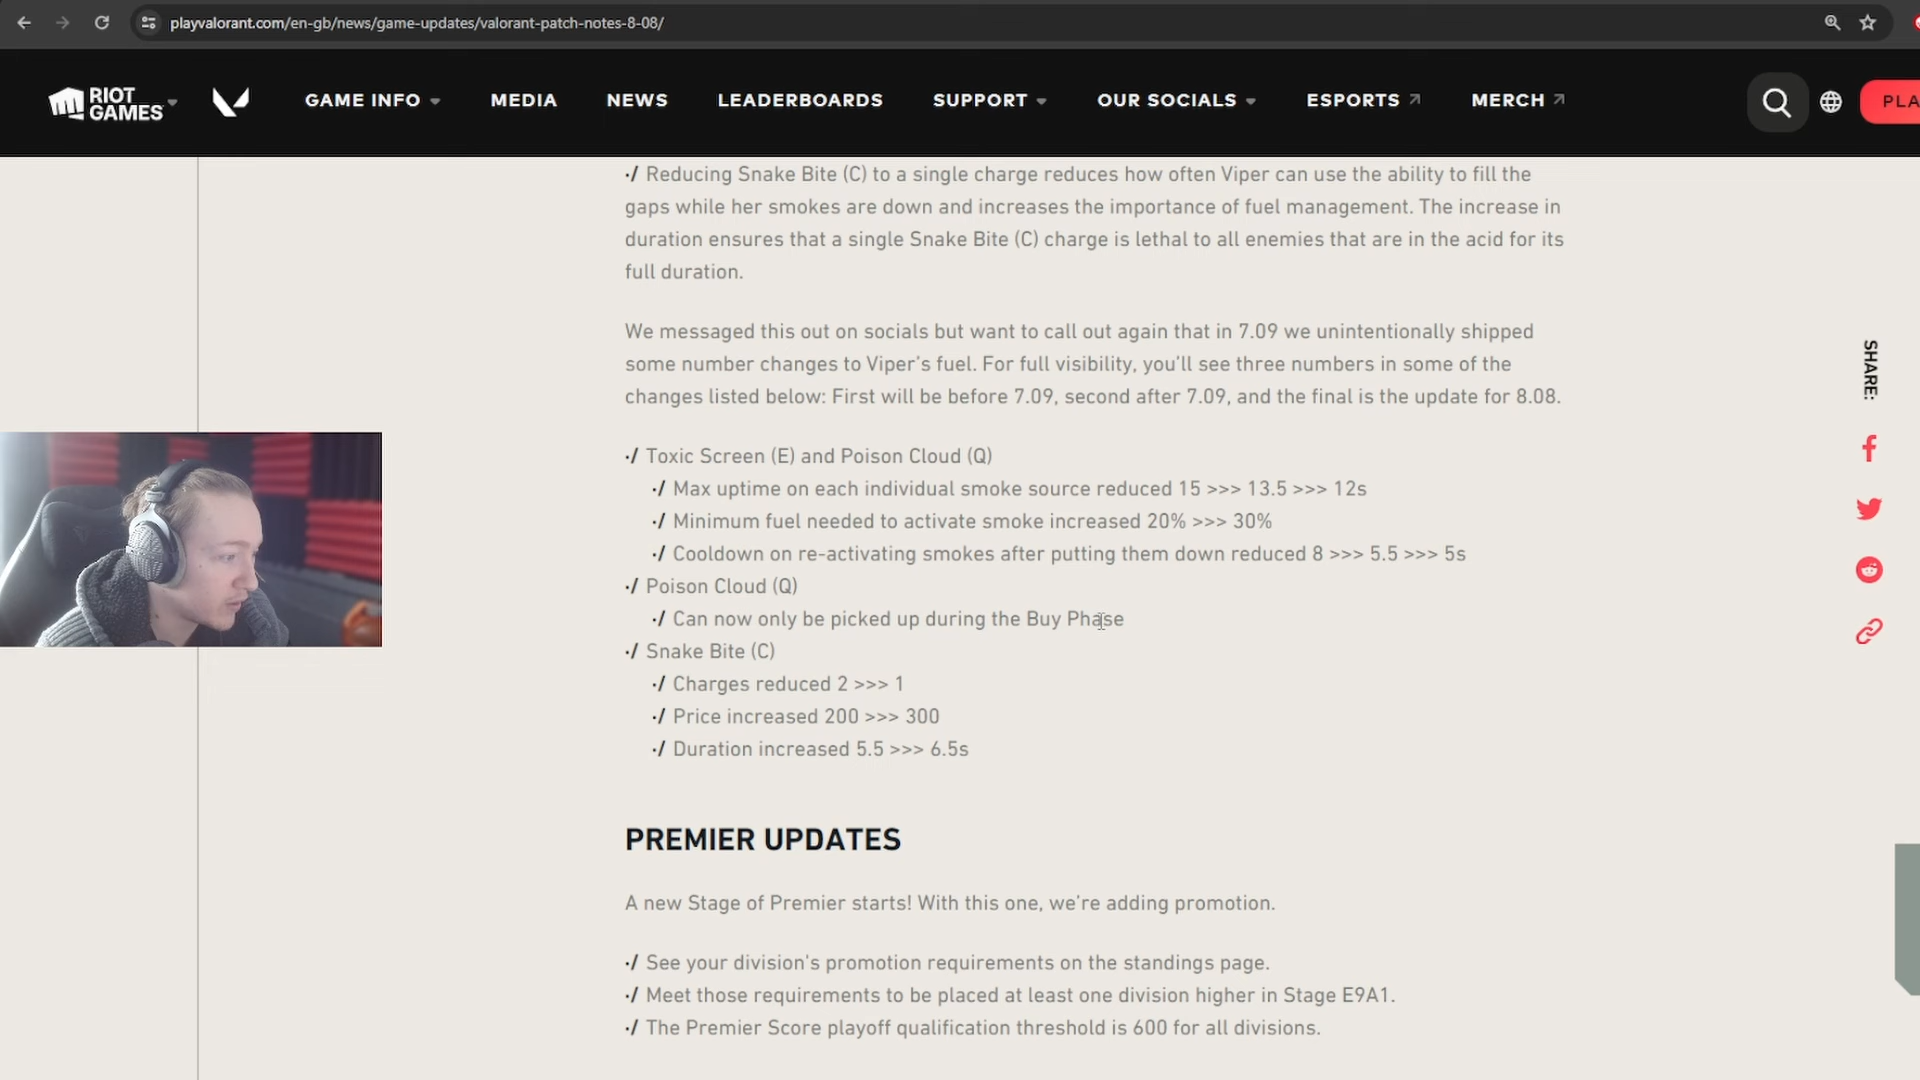 playvalorant.com/en-gb/news/game-updates/valorant-patch-notes-8-08/
RIOT GAMES
GAME INFO
MEDIA
NEWS
LEADERBOARDS
SUPPORT
OUR SOCIALS
ESPORTS
MERCH
PLA
·/ Reducing Snake Bite (C) to a single charge reduces how often Viper can use the ability to fill the
gaps while her smokes are down and increases the importance of fuel management. The increase in
duration ensures that a single Snake Bite (C) charge is lethal to all enemies that are in the acid for its
full duration.
We messaged this out on socials but want to call out again that in 7.09 we unintentionally shipped
some number changes to Viper’s fuel. For full visibility, you’ll see three numbers in some of the
changes listed below: First will be before 7.09, second after 7.09, and the final is the update for 8.08.
·/ Toxic Screen (E) and Poison Cloud (Q)
·/ Max uptime on each individual smoke source reduced 15 >>> 13.5 >>> 12s
·/ Minimum fuel needed to activate smoke increased 20% >>> 30%
·/ Cooldown on re-activating smokes after putting them down reduced 8 >>> 5.5 >>> 5s
·/ Poison Cloud (Q)
·/ Can now only be picked up during the Buy Phase
·/ Snake Bite (C)
·/ Charges reduced 2 >>> 1
·/ Price increased 200 >>> 300
·/ Duration increased 5.5 >>> 6.5s
PREMIER UPDATES
A new Stage of Premier starts! With this one, we’re adding promotion.
·/ See your division's promotion requirements on the standings page.
·/ Meet those requirements to be placed at least one division higher in Stage E9A1.
·/ The Premier Score playoff qualification threshold is 600 for all divisions.
SHARE: